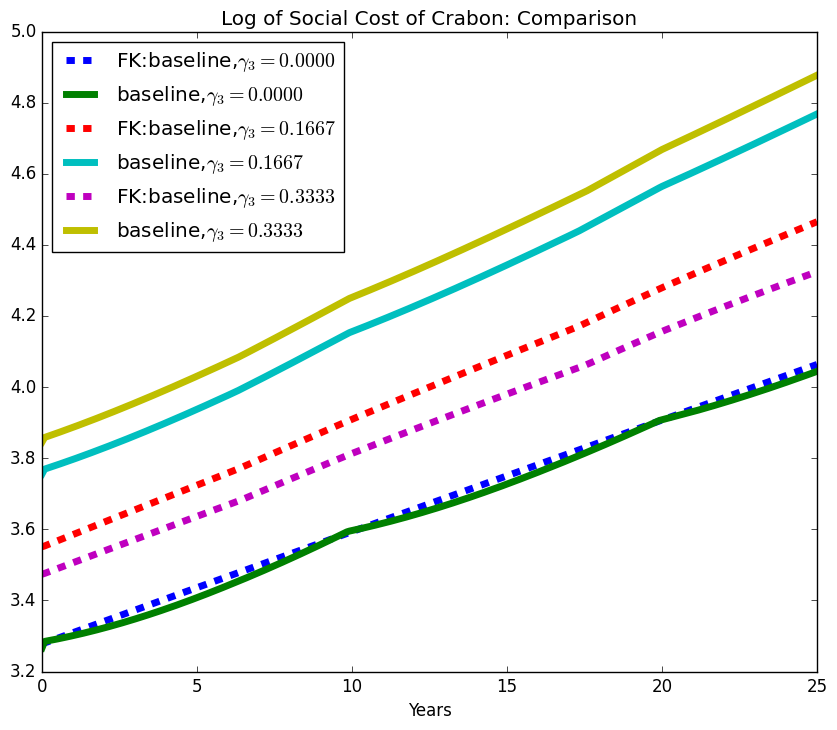 Log of Social Cost of Crabon: Comparison
5.0
4.8
4.6
4.4
4.2
4.0
3.8
3.6
3.4
3.2
FK:baseline,γ₃ = 0.0000
baseline,γ₃ = 0.0000
FK:baseline,γ₃ = 0.1667
baseline,γ₃ = 0.1667
FK:baseline,γ₃ = 0.3333
baseline,γ₃ = 0.3333
0 5 10 15 20 25
Years